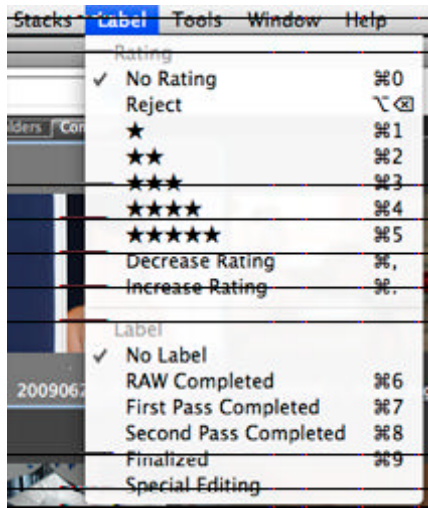 Stacks Label Tools Window Help
Rating
✓ No Rating ⌘0
Reject ⌥⌫
★ ⌘1
★★ ⌘2
★★★ ⌘3
★★★★ ⌘4
★★★★★ ⌘5
Decrease Rating ⌘,
Increase Rating ⌘.
Label
✓ No Label
RAW Completed ⌘6
First Pass Completed ⌘7
Second Pass Completed ⌘8
Finalized ⌘9
Special Editing
lders Con
2009062